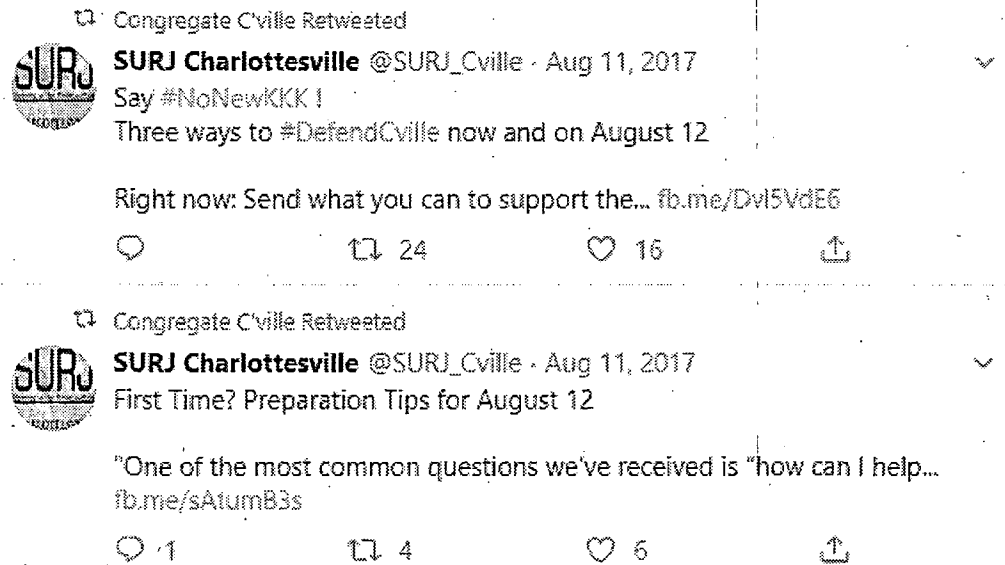 Congregate C'ville Retweeted
SURJ
SURJ Charlottesville @SURJ_Cville · Aug 11, 2017
Say #NoNewKKK !
Three ways to #DefendCville now and on August 12
Right now: Send what you can to support the... fb.me/DvI5VdE6
24 16
Congregate C'ville Retweeted
SURJ
SURJ Charlottesville @SURJ_Cville · Aug 11, 2017
First Time? Preparation Tips for August 12
"One of the most common questions we've received is "how can I help...
fb.me/sAtumB3s
1 4 6